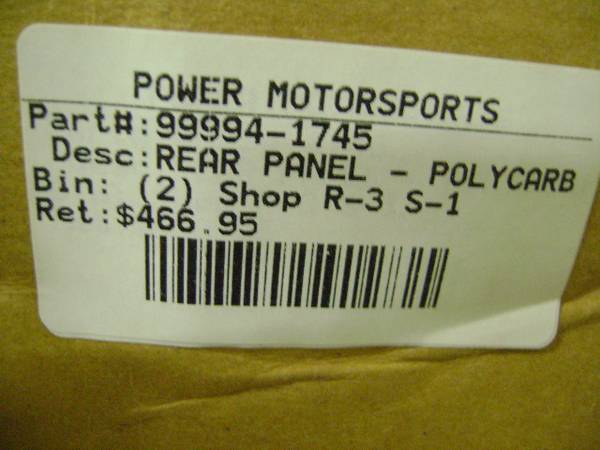 POWER MOTORSPORTS
Part#:99994-1745
Desc:REAR PANEL - POLYCARB
Bin: (2) Shop R-3 S-1
Ret:$466.95